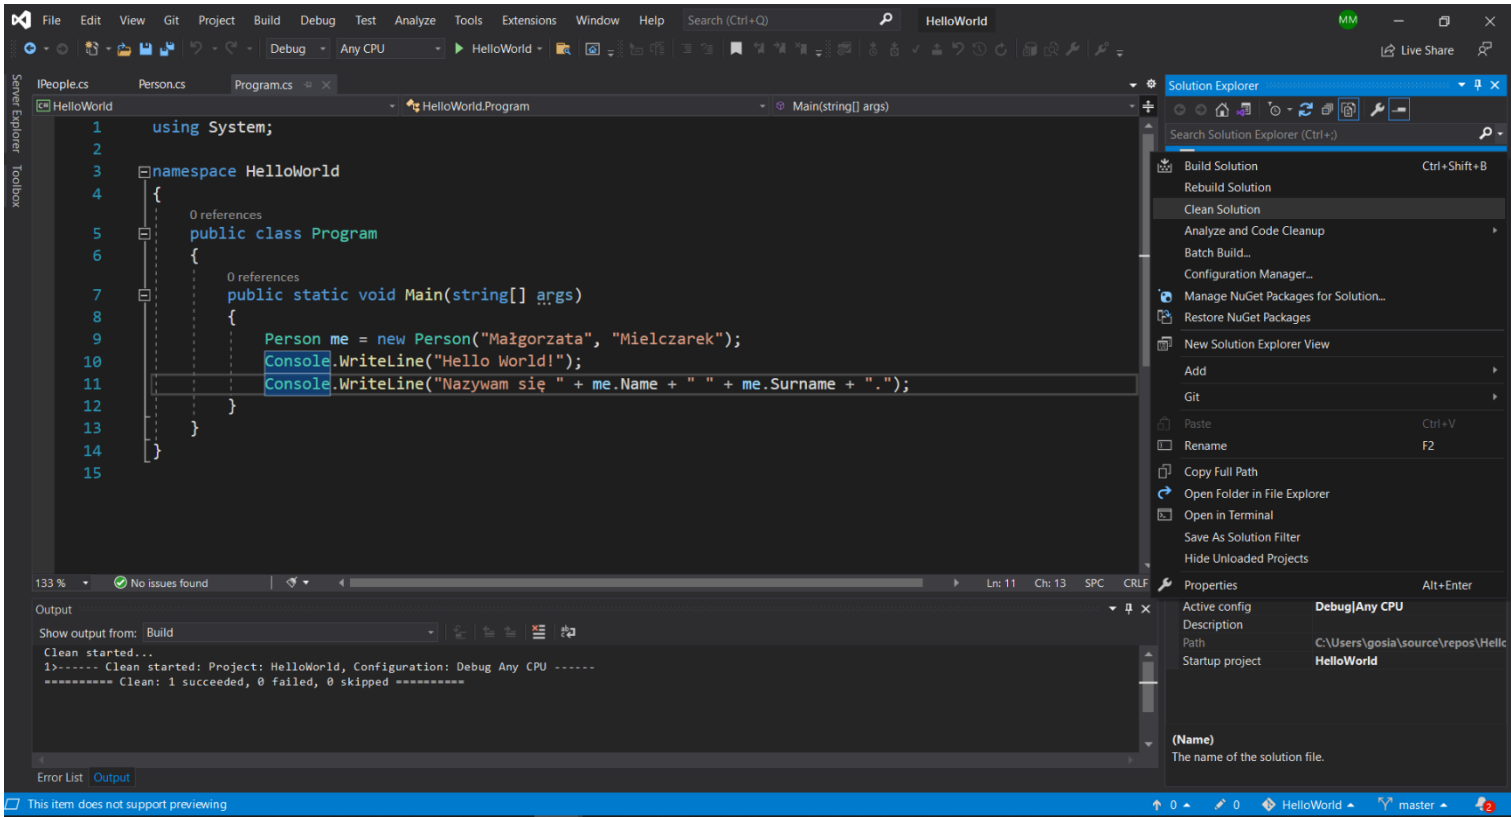 File Edit View Git Project Build Debug Test Analyze Tools Extensions Window Help Search (Ctrl+Q) HelloWorld MM
Debug Any CPU HelloWorld Live Share
Server Explorer
Toolbox
IPeople.cs Person.cs Program.cs
C# HelloWorld HelloWorld.Program Main(string[] args)
1 using System;
2
3 namespace HelloWorld
4 {
0 references
5 public class Program
6 {
0 references
7 public static void Main(string[] args)
8 {
9 Person me = new Person("Małgorzata", "Mielczarek");
10 Console.WriteLine("Hello World!");
11 Console.WriteLine("Nazywam się " + me.Name + " " + me.Surname + ".");
12 }
13 }
14 }
15
133 % No issues found Ln: 11 Ch: 13 SPC CRLF
Output
Show output from: Build
Clean started...
1>------ Clean started: Project: HelloWorld, Configuration: Debug Any CPU ------
========== Clean: 1 succeeded, 0 failed, 0 skipped ==========
Error List Output
Solution Explorer
Search Solution Explorer (Ctrl+;)
Build Solution Ctrl+Shift+B
Rebuild Solution
Clean Solution
Analyze and Code Cleanup
Batch Build...
Configuration Manager...
Manage NuGet Packages for Solution...
Restore NuGet Packages
New Solution Explorer View
Add
Git
Paste Ctrl+V
Rename F2
Copy Full Path
Open Folder in File Explorer
Open in Terminal
Save As Solution Filter
Hide Unloaded Projects
Properties Alt+Enter
Active config Debug|Any CPU
Description
Path C:\Users\gosia\source\repos\Hello
Startup project HelloWorld
(Name)
The name of the solution file.
This item does not support previewing 0 0 HelloWorld master 2